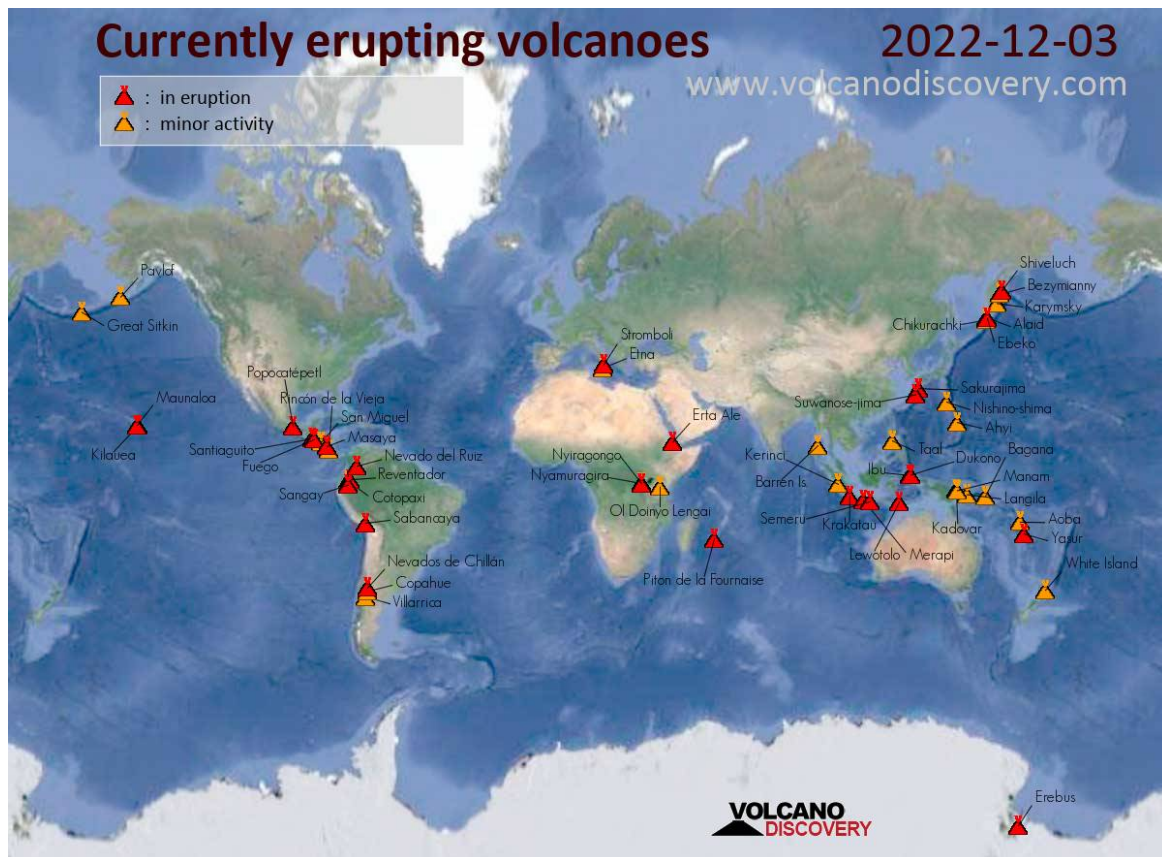 Currently erupting volcanoes
2022-12-03
www.volcanodiscovery.com
: in eruption
: minor activity
Pavlof
Great Sitkin
Maunaloa
Kilauea
Popocatépetl
Rincón de la Vieja
San Miguel
Masaya
Santiaguito
Fuego
Nevado del Ruiz
Reventador
Sangay
Cotopaxi
Sabancaya
Nevados de Chillán
Copahue
Villarrica
Stromboli
Etna
Erta Ale
Nyiragongo
Nyamuragira
Ol Doinyo Lengai
Piton de la Fournaise
Shiveluch
Bezymianny
Karymsky
Chikurachki
Alaid
Ebeko
Sakurajima
Suwanose-jima
Nishino-shima
Ahyi
Taal
Bagana
Kerinci
Ibu
Dukono
Barren Is.
Manam
Langila
Semeru
Krakatau
Kadovar
Lewotolo
Merapi
Aoba
Yasur
White Island
Erebus
VOLCANO
DISCOVERY